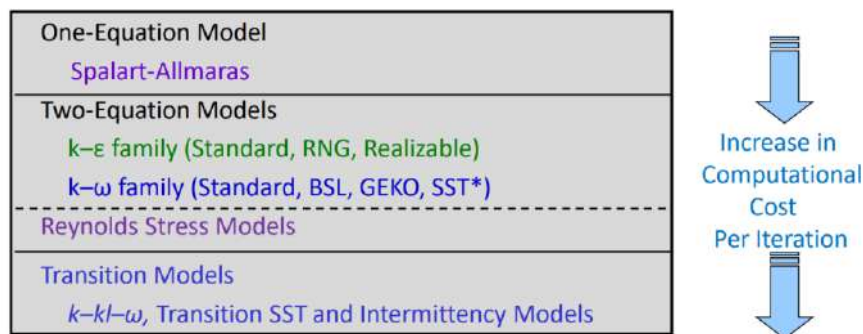 One-Equation Model
Spalart-Allmaras
Two-Equation Models
k–ε family (Standard, RNG, Realizable)
k–ω family (Standard, BSL, GEKO, SST*)
Reynolds Stress Models
Transition Models
k–kl–ω, Transition SST and Intermittency Models
Increase in
Computational
Cost
Per Iteration